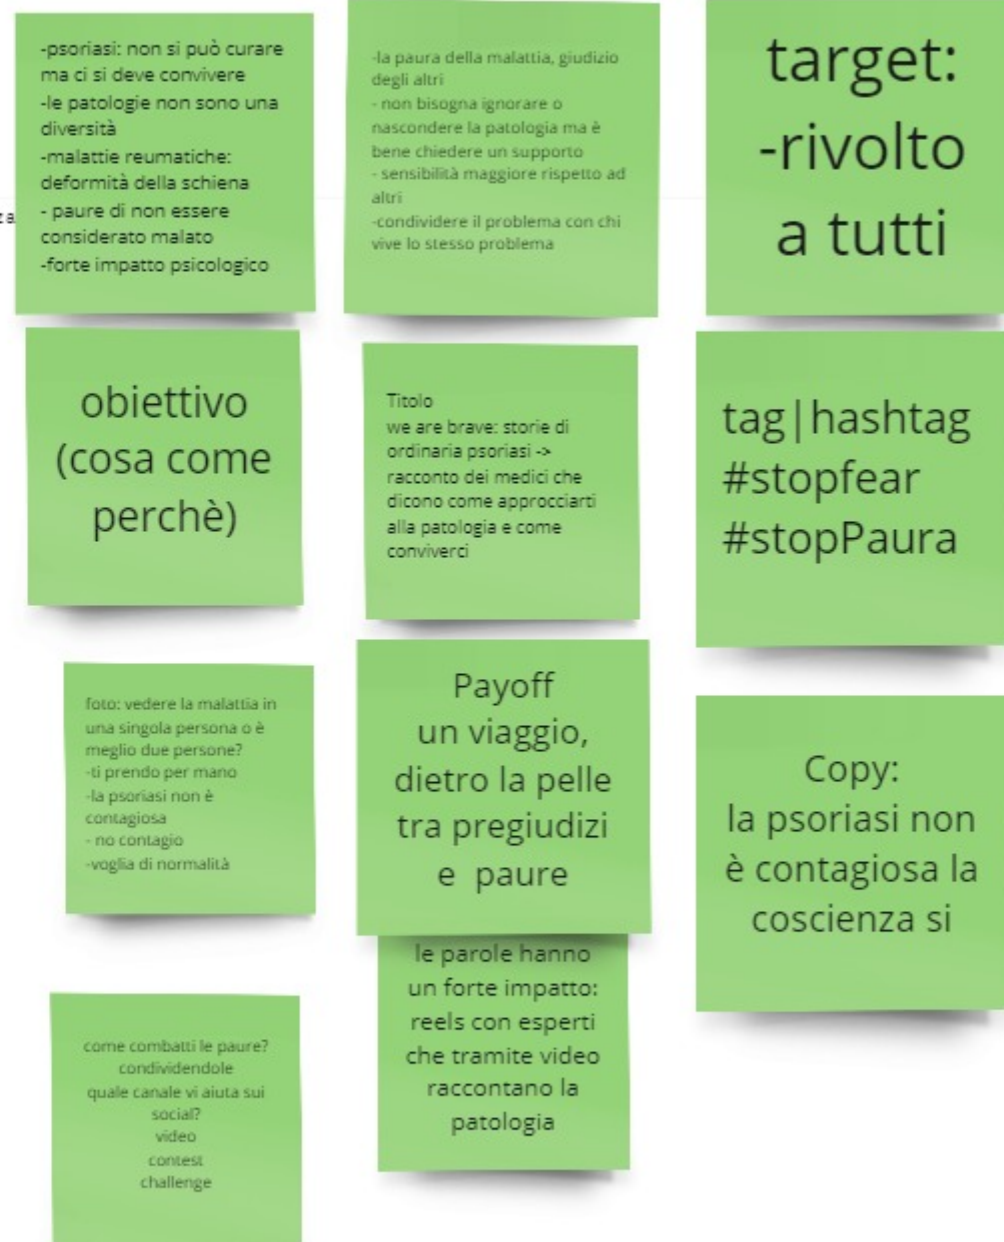 -psoriasi: non si può curare
ma ci si deve convivere
-le patologie non sono una
diversità
-malattie reumatiche:
deformità della schiena
- paure di non essere
considerato malato
-forte impatto psicologico
-la paura della malattia, giudizio
degli altri
- non bisogna ignorare o
nascondere la patologia ma è
bene chiedere un supporto
- sensibilità maggiore rispetto ad
altri
-condividere il problema con chi
vive lo stesso problema
target:
-rivolto
a tutti
za
obiettivo
(cosa come
perchè)
Titolo
we are brave: storie di
ordinaria psoriasi ->
racconto dei medici che
dicono come approcciarti
alla patologia e come
conviverci
tag|hashtag
#stopfear
#stopPaura
foto: vedere la malattia in
una singola persona o è
meglio due persone?
-ti prendo per mano
-la psoriasi non è
contagiosa
- no contagio
-voglia di normalità
Payoff
un viaggio,
dietro la pelle
tra pregiudizi
e paure
Copy:
la psoriasi non
è contagiosa la
coscienza si
le parole hanno
un forte impatto:
reels con esperti
che tramite video
raccontano la
patologia
come combatti le paure?
condividendole
quale canale vi aiuta sui
social?
video
contest
challenge